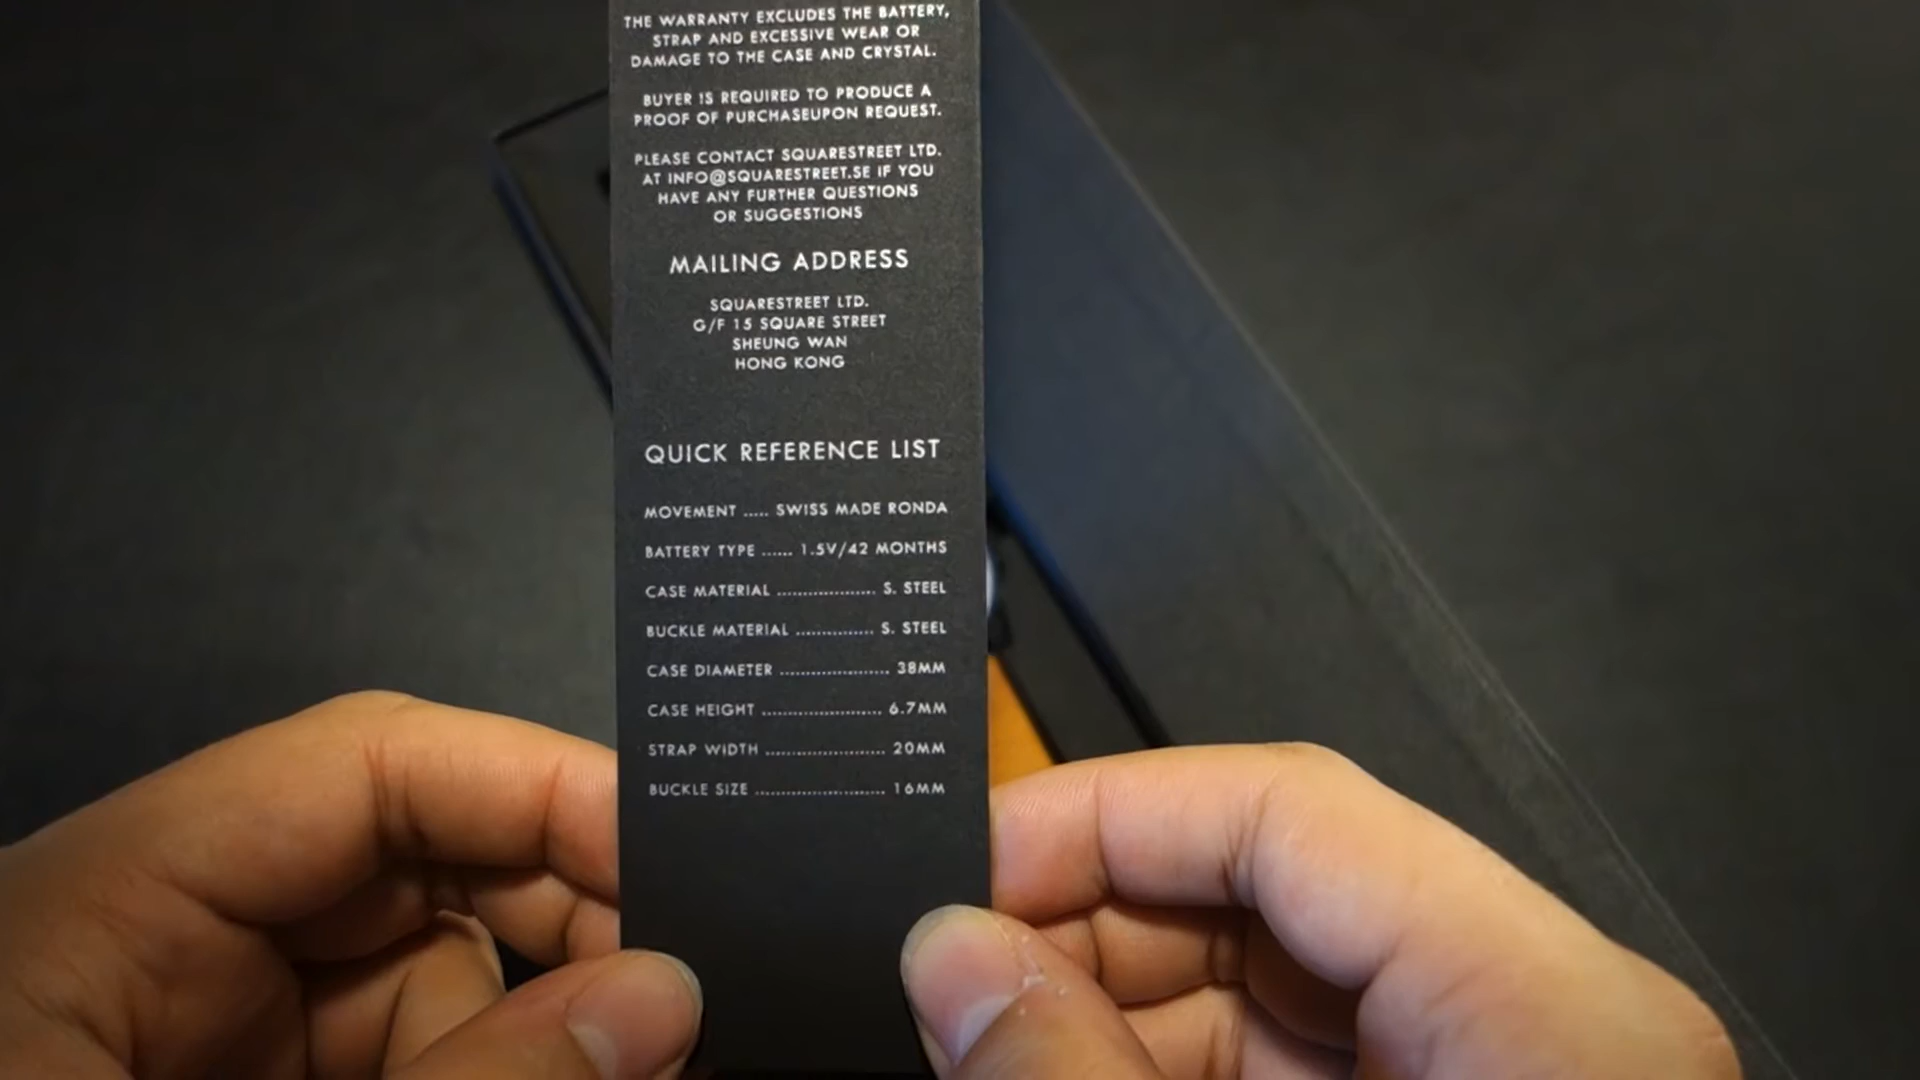 THE WARRANTY EXCLUDES THE BATTERY,
STRAP AND EXCESSIVE WEAR OR
DAMAGE TO THE CASE AND CRYSTAL.
BUYER IS REQUIRED TO PRODUCE A
PROOF OF PURCHASEUPON REQUEST.
PLEASE CONTACT SQUARESTREET LTD.
AT INFO@SQUARESTREET.SE IF YOU
HAVE ANY FURTHER QUESTIONS
OR SUGGESTIONS
MAILING ADDRESS
SQUARESTREET LTD.
G/F 15 SQUARE STREET
SHEUNG WAN
HONG KONG
QUICK REFERENCE LIST
MOVEMENT ..... SWISS MADE RONDA
BATTERY TYPE ...... 1.5V/42 MONTHS
CASE MATERIAL ................... S. STEEL
BUCKLE MATERIAL ............... S. STEEL
CASE DIAMETER ..................... 38MM
CASE HEIGHT ....................... 6.7MM
STRAP WIDTH ....................... 20MM
BUCKLE SIZE ......................... 16MM